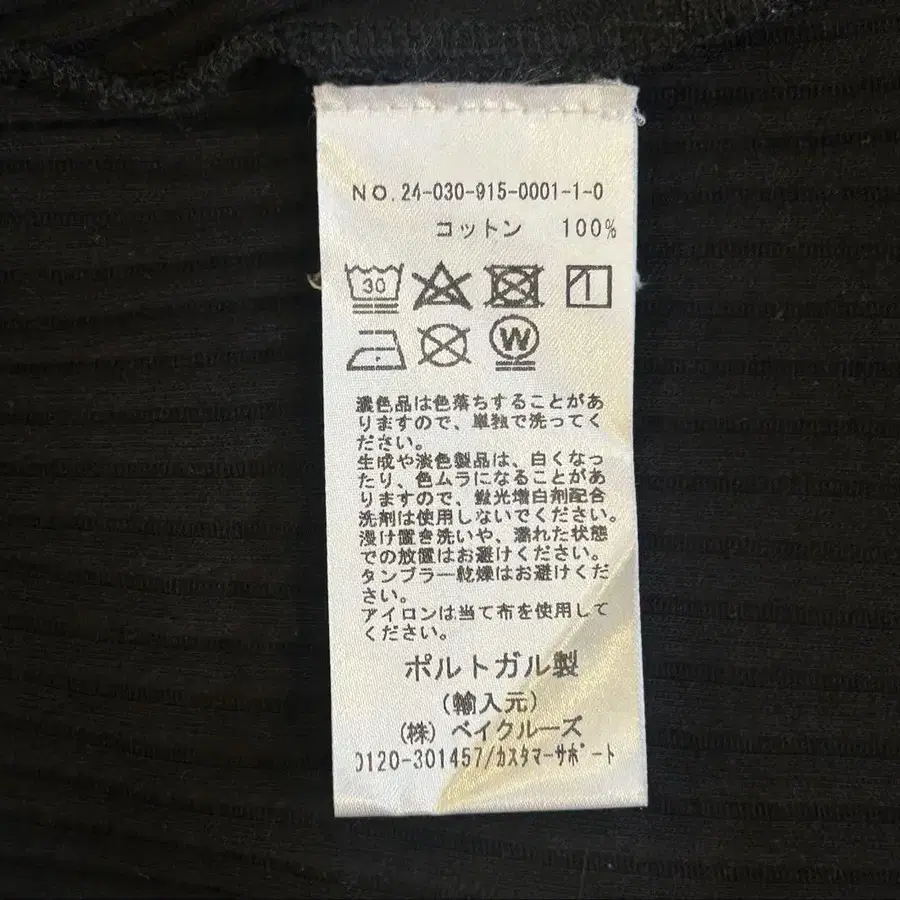 NO.24-030-915-0001-1-0
コットン 100%
30
W
濃色品は色落ちすることがあ
りますので、単独で洗ってく
ださい。
生成や淡色製品は、白くなっ
たり、色ムラになることがあ
りますので、蛍光増白剤配合
洗剤は使用しないでください。
浸け置き洗いや、濡れた状態
での放置はお避けください。
タンブラー乾燥はお避けくだ
さい。
アイロンは当て布を使用して
ください。
ポルトガル製
(輸入元)
(株) ベイクルーズ
0120-301457/カスタマーサポート